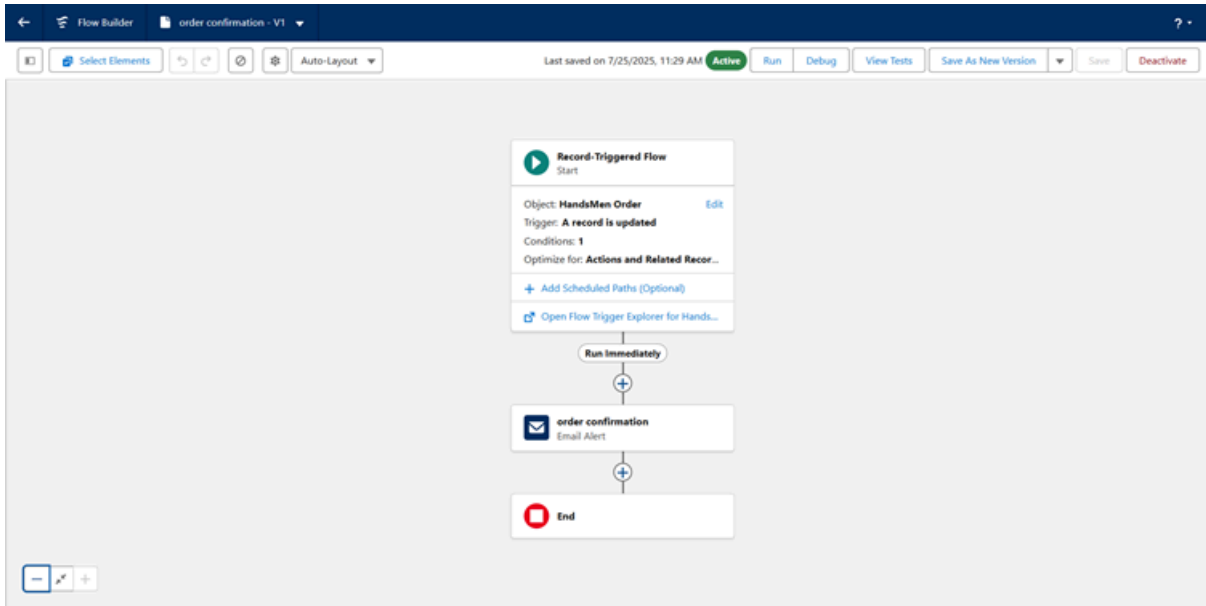 Flow Builder order confirmation - V1 ?
Select Elements Auto-Layout Last saved on 7/25/2025, 11:29 AM Active Run Debug View Tests Save As New Version Save Deactivate
Record-Triggered Flow
Start
Object: HandsMen Order Edit
Trigger: A record is updated
Conditions: 1
Optimize for: Actions and Related Recor...
+ Add Scheduled Paths (Optional)
Open Flow Trigger Explorer for Hands...
Run Immediately
order confirmation
Email Alert
End